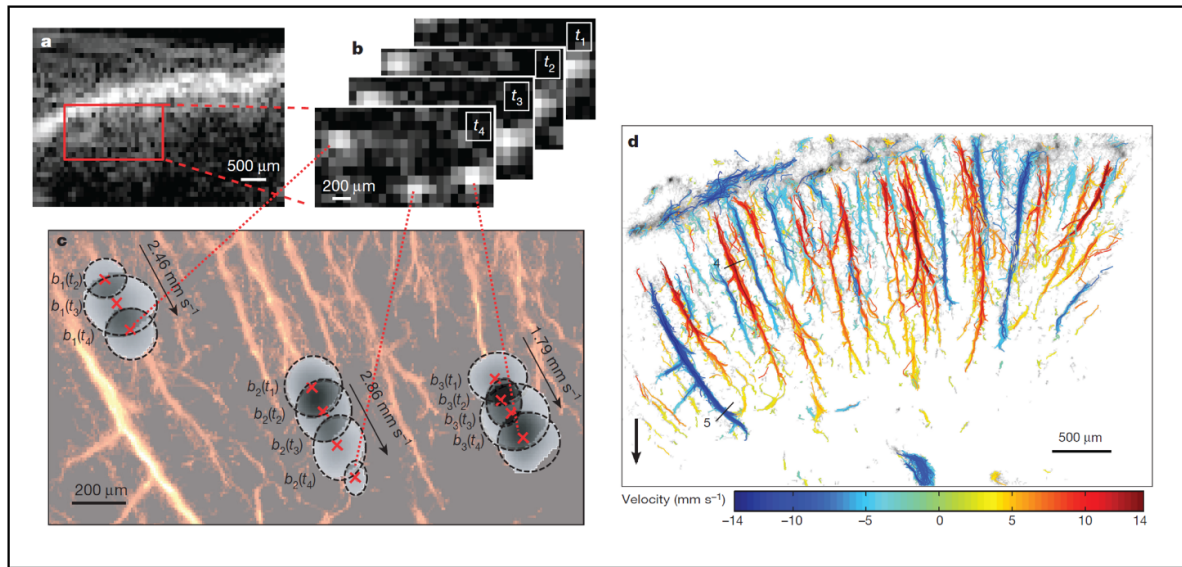 a
500 μm
b
t1
t2
t3
t4
200 μm
c
2.46 mm s⁻¹
b1(t2)
b1(t3)
b1(t4)
b2(t1)
b2(t2)
b2(t3)
b2(t4)
2.86 mm s⁻¹
b3(t1)
b3(t2)
b3(t3)
b3(t4)
1.79 mm s⁻¹
200 μm
d
4
5
500 μm
Velocity (mm s⁻¹)
−14 −10 −5 0 5 10 14